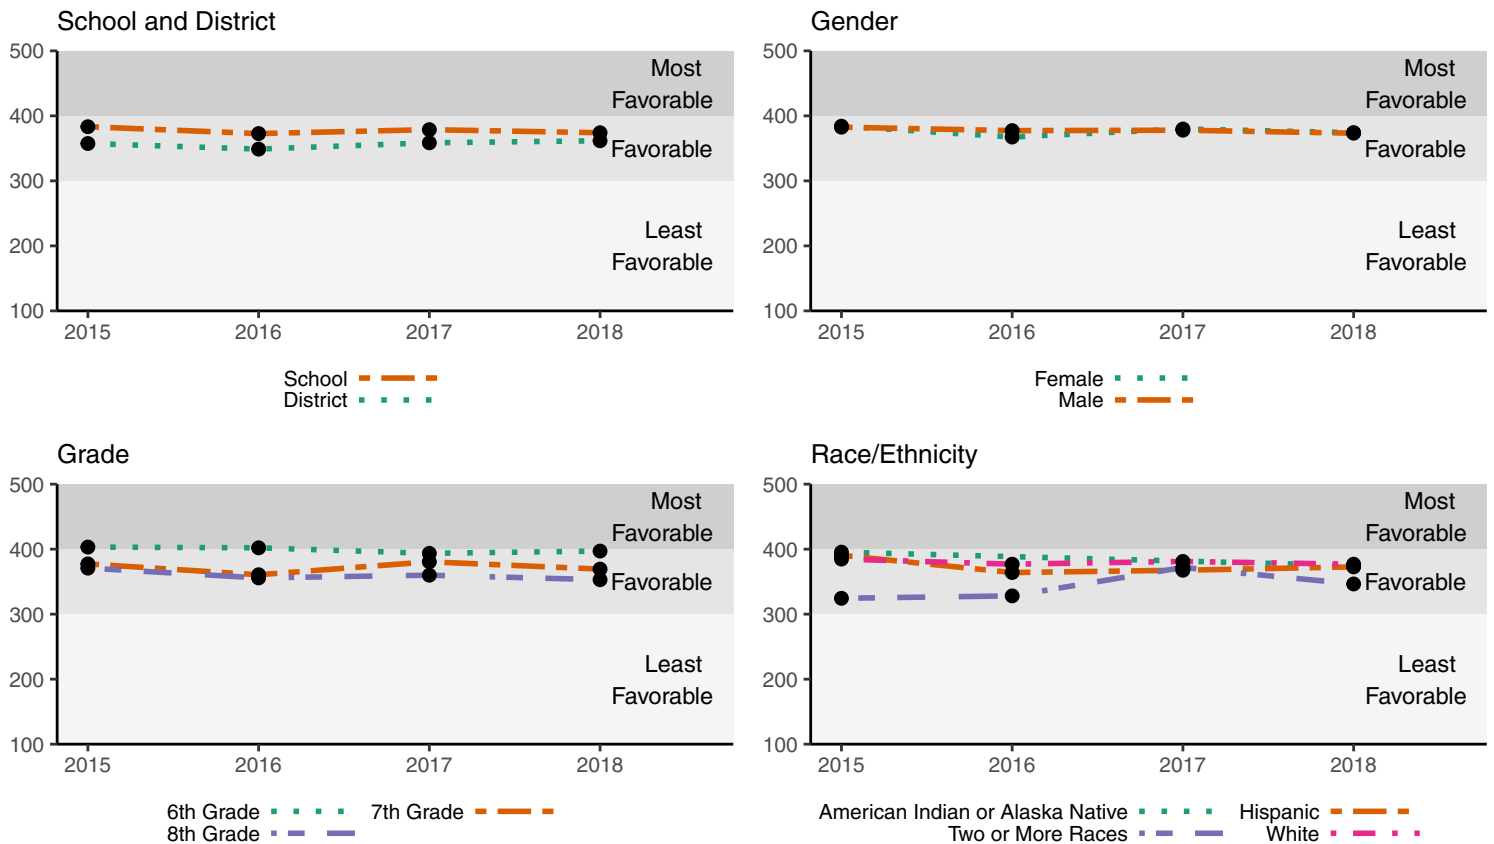 School and District
500
Most
Favorable
400
Favorable
300
Least
200
Favorable
100
2015 2016 2017 2018
School
District
Gender
500
Most
Favorable
400
Favorable
300
Least
200
Favorable
100
2015 2016 2017 2018
Female
Male
Grade
500
Most
Favorable
400
Favorable
300
Least
200
Favorable
100
2015 2016 2017 2018
6th Grade 7th Grade
8th Grade
Race/Ethnicity
500
Most
Favorable
400
Favorable
300
Least
200
Favorable
100
2015 2016 2017 2018
American Indian or Alaska Native Hispanic
Two or More Races White